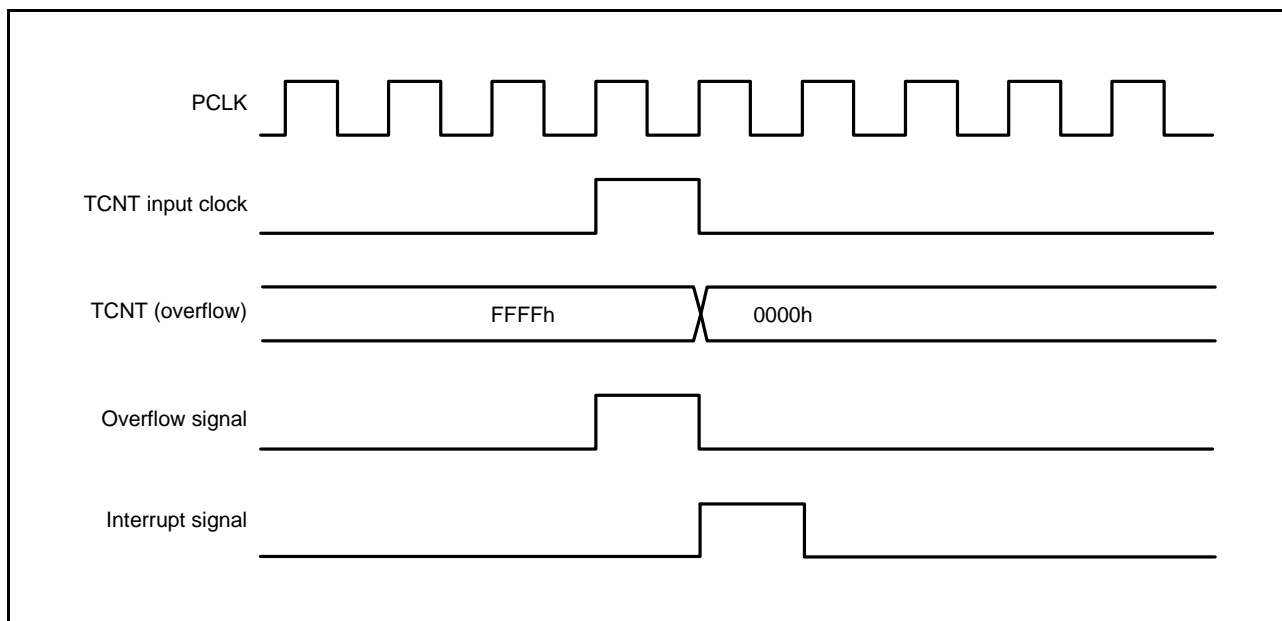 PCLK
TCNT input clock
TCNT (overflow)
FFFFh
0000h
Overflow signal
Interrupt signal